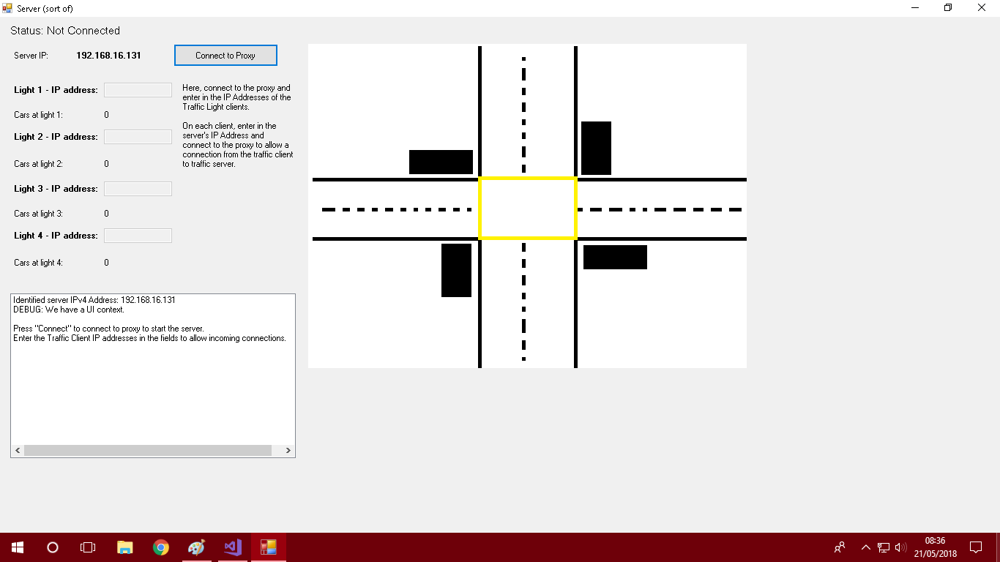 Server (sort of)
Status: Not Connected
Server IP: 192.168.16.131 Connect to Proxy
Light 1 - IP address:
Cars at light 1: 0
Light 2 - IP address:
Cars at light 2: 0
Light 3 - IP address:
Cars at light 3: 0
Light 4 - IP address:
Cars at light 4: 0
Here, connect to the proxy and
enter in the IP Addresses of the
Traffic Light clients.
On each client, enter in the
server's IP Address and
connect to the proxy to allow a
connection from the traffic client
to traffic server.
Identified server IPv4 Address: 192.168.16.131
DEBUG: We have a UI context.
Press "Connect" to connect to proxy to start the server.
Enter the Traffic Client IP addresses in the fields to allow incoming connections.
08:36
21/05/2018